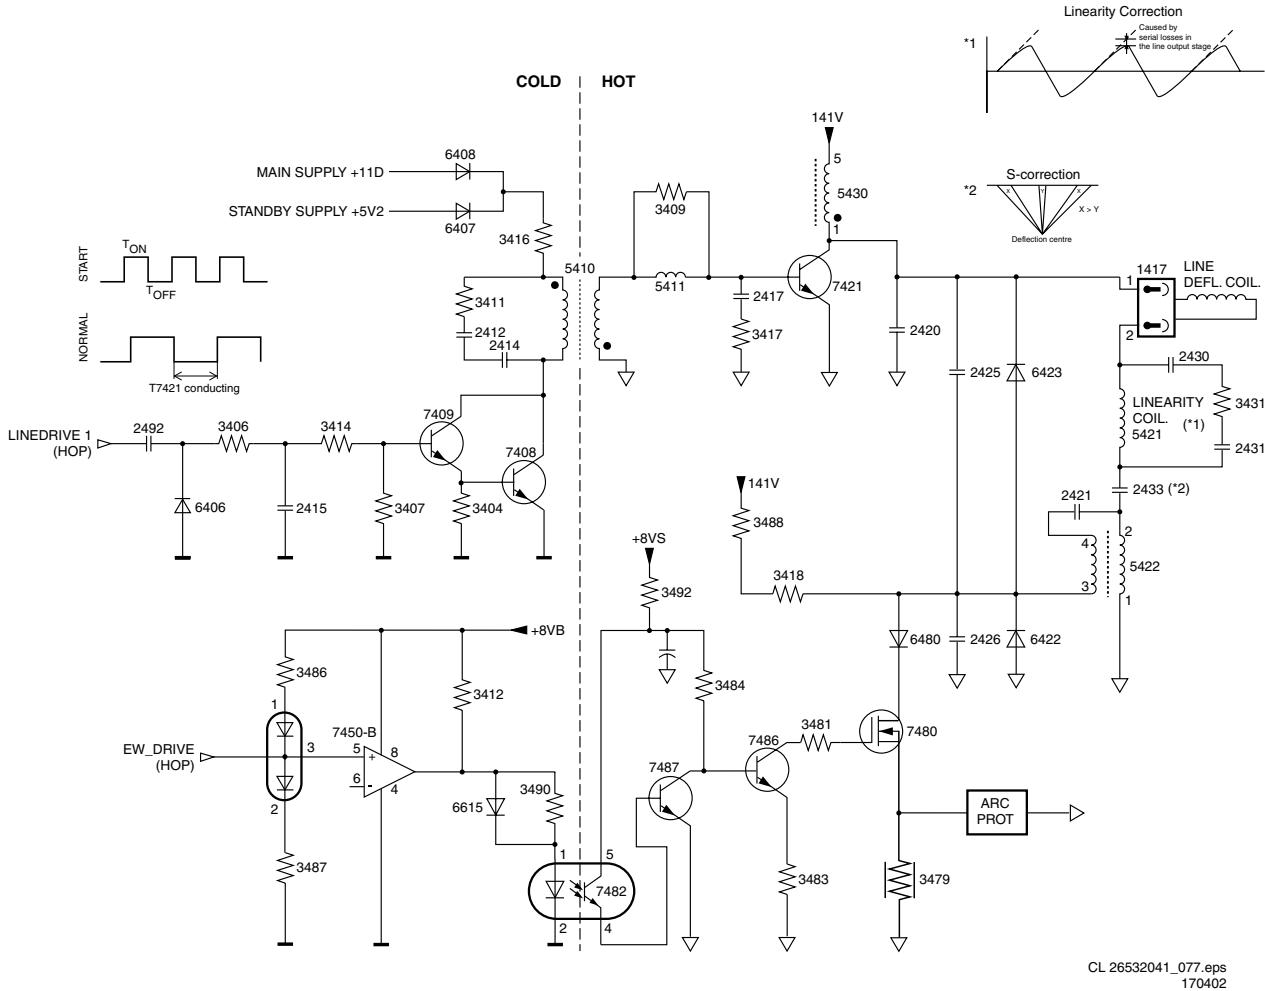 Linearity Correction
*1
Caused by
serial losses in
the line output stage
COLD
HOT
141V
5
5430
1
S-correction
*2
X
Y
X
X > Y
Deflection centre
MAIN SUPPLY +11D
6408
STANDBY SUPPLY +5V2
6407
3416
3409
START
TON
TOFF
5410
5411
3411
2412
2414
2417
3417
7421
2420
1417
1
2
LINE
DEFL. COIL.
NORMAL
T7421 conducting
2425
6423
2430
3431
2431
LINEARITY
COIL.
5421
(*1)
LINEDRIVE 1
(HOP)
2492
3406
3414
7409
7408
6406
2415
3407
3404
141V
3488
3418
2433 (*2)
2421
4
3
2
5422
1
+8VS
3492
+8VB
6480
2426
6422
3486
3412
3484
1
3
2
EW_DRIVE
(HOP)
7450-B
5
+
8
6
-
4
7486
3481
7480
7487
6615
3490
ARC
PROT
3487
1
5
7482
2
4
3483
3479
CL 26532041_077.eps
170402